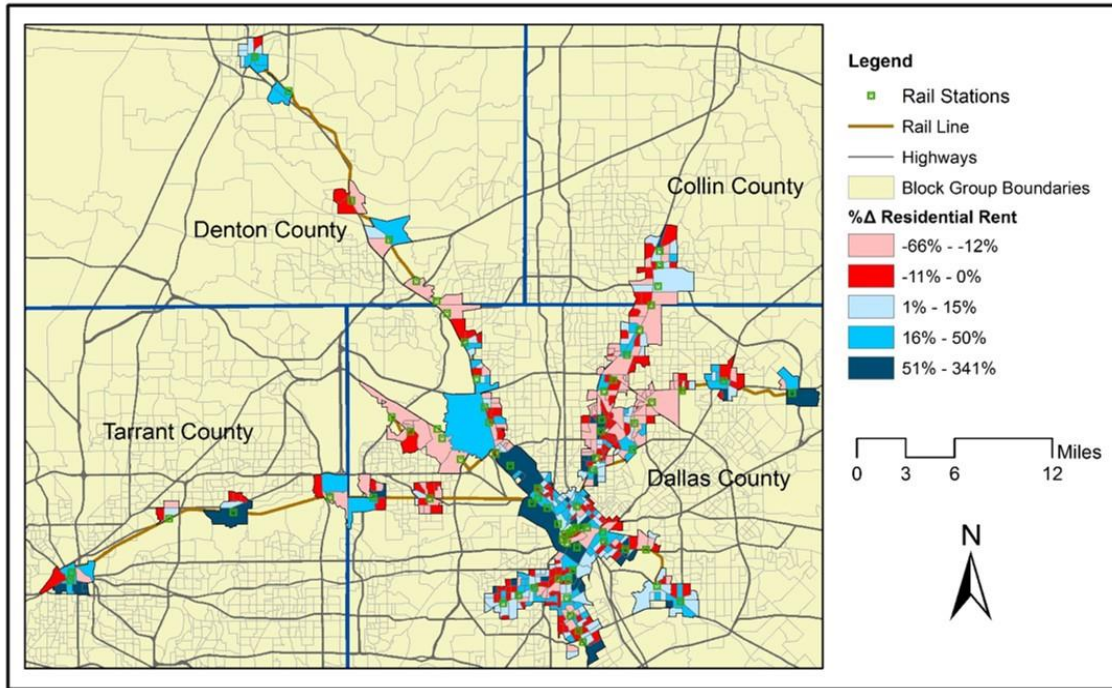 Collin County
Denton County
Tarrant County
Dallas County
Legend
Rail Stations
Rail Line
Highways
Block Group Boundaries
%Δ Residential Rent
-66% - -12%
-11% - 0%
1% - 15%
16% - 50%
51% - 341%
Miles
0 3 6 12
N